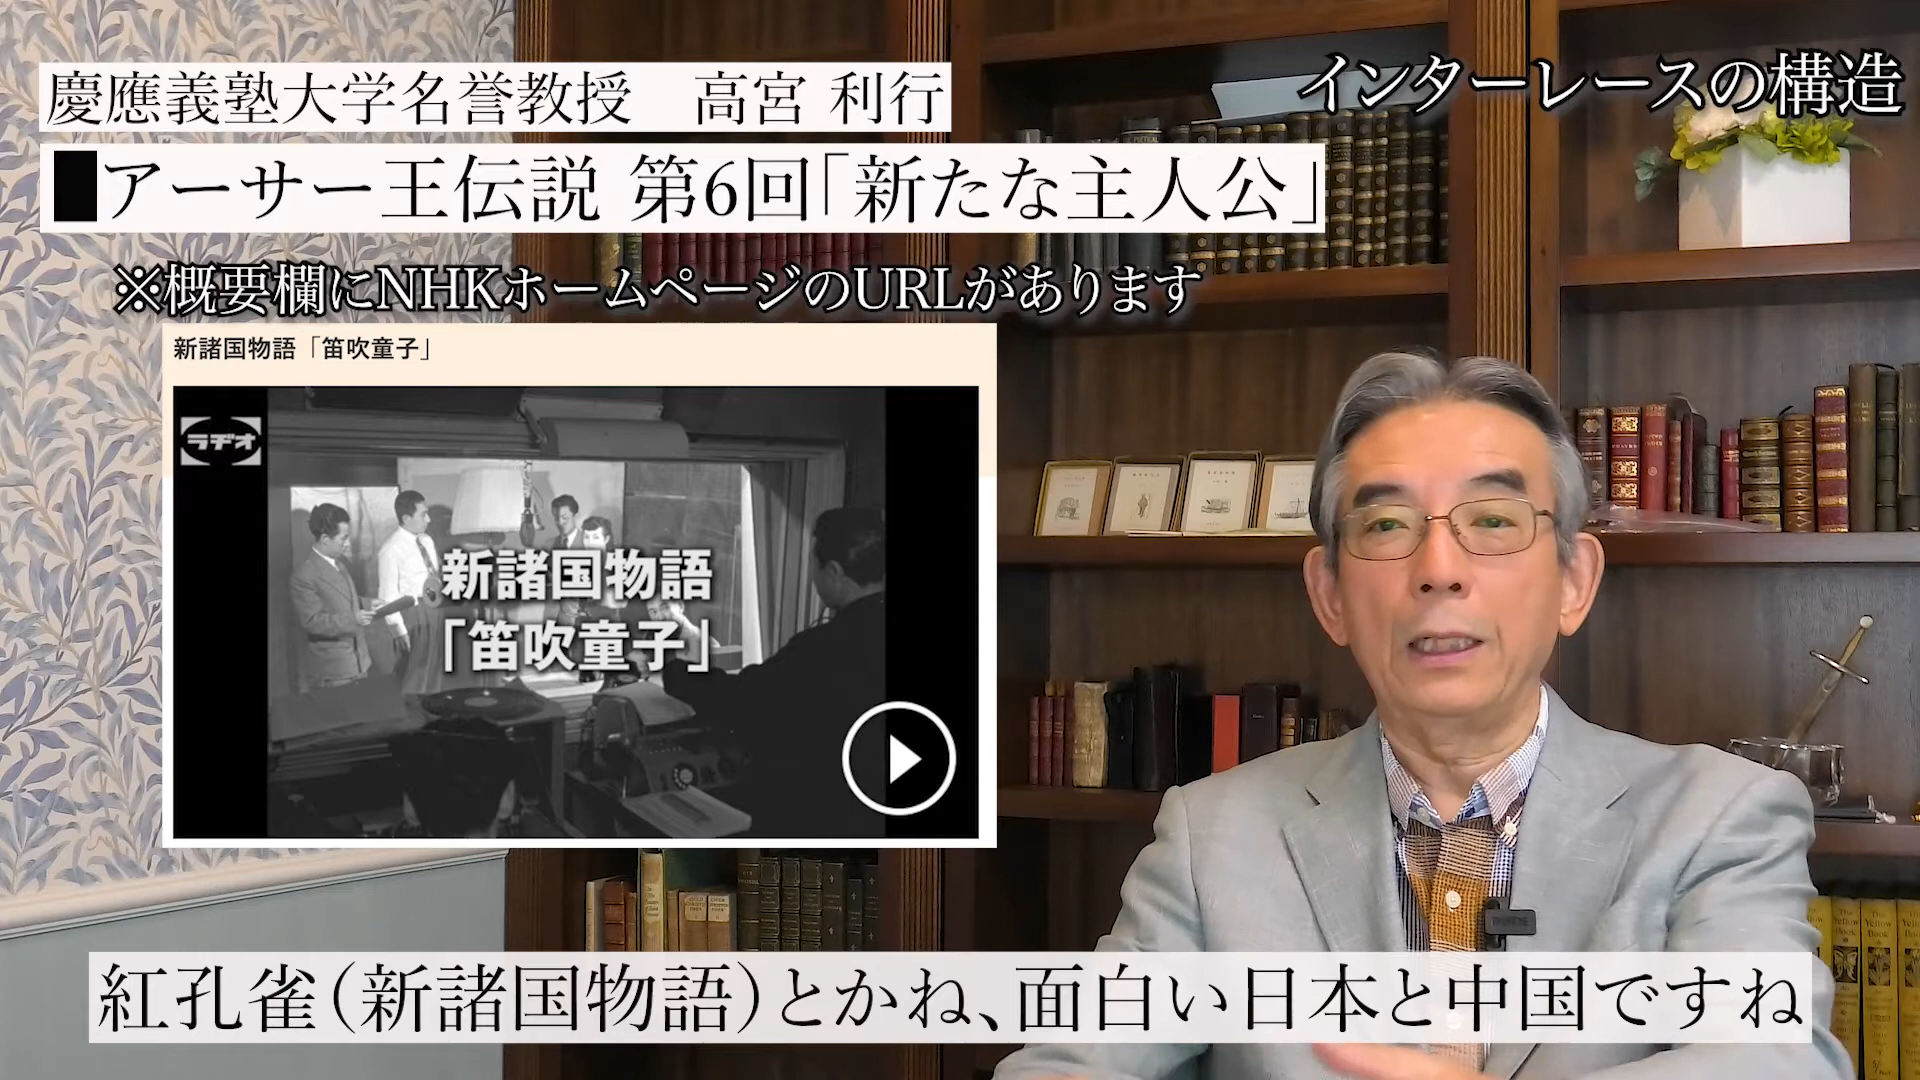 慶應義塾大学名誉教授　高宮 利行
インターレースの構造
■アーサー王伝説 第6回「新たな主人公」
※概要欄にNHKホームページのURLがあります
新諸国物語「笛吹童子」
ラヂオ
新諸国物語
「笛吹童子」
The Yellow Book
紅孔雀（新諸国物語）とかね、面白い日本と中国ですね